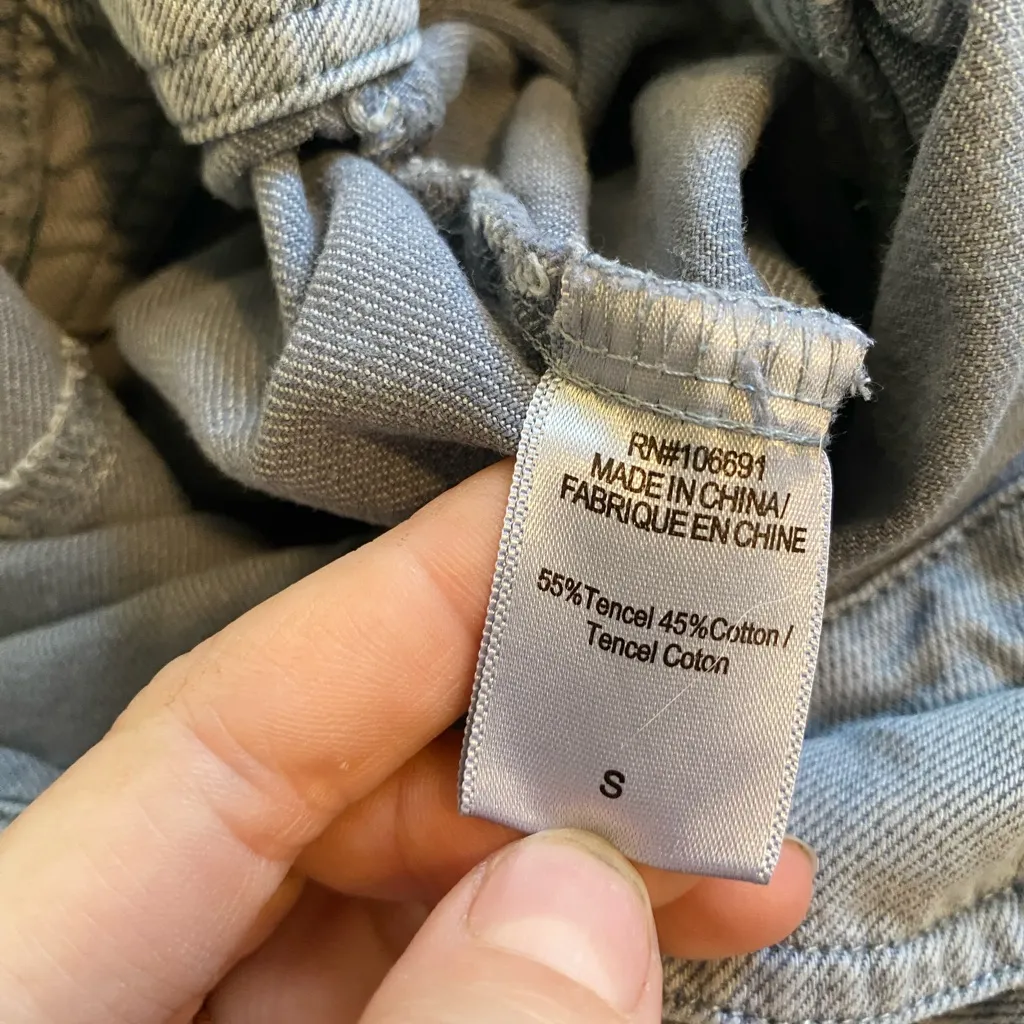 RN#106691
MADE IN CHINA/
FABRIQUE EN CHINE
55%Tencel 45%Cotton /
Tencel Coton
S